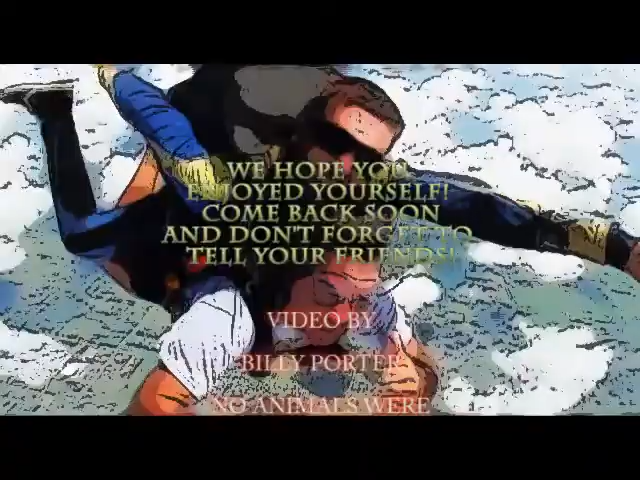 WE HOPE YOU
ENJOYED YOURSELF!
COME BACK SOON
AND DON'T FORGET TO
TELL YOUR FRIENDS!
VIDEO BY
BILLY PORTER
NO ANIMALS WERE